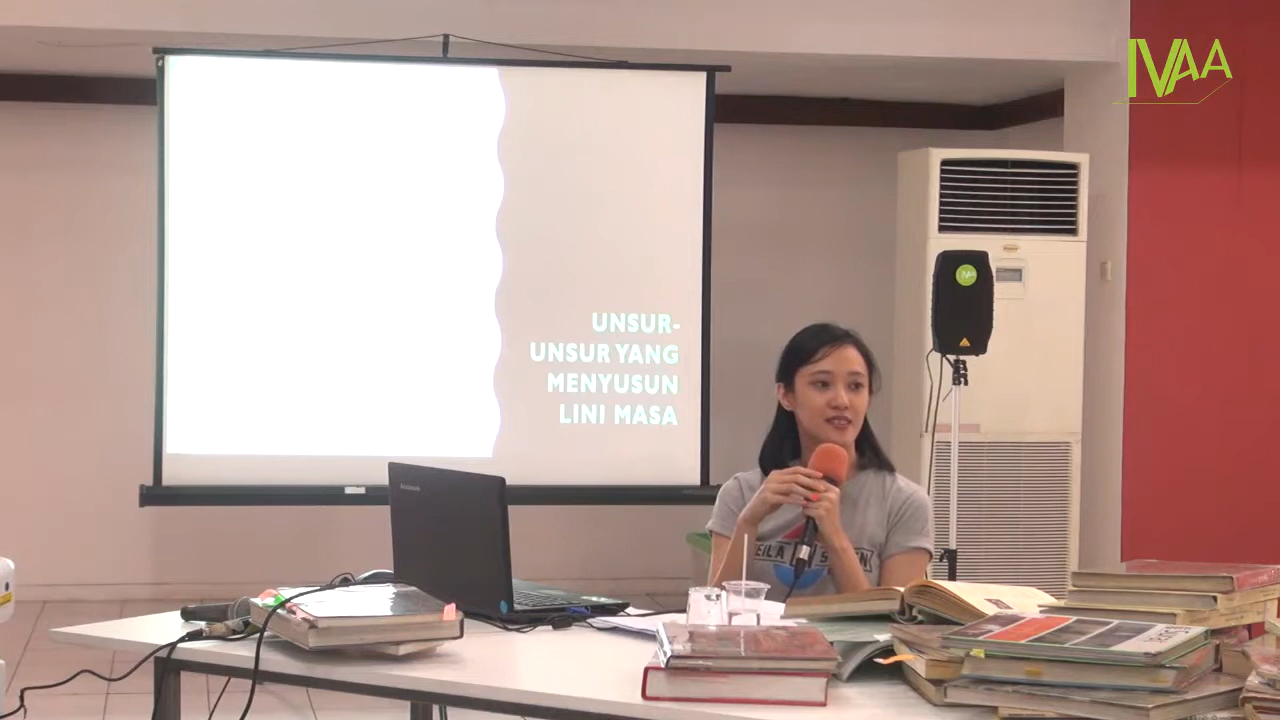 IVAA
UNSUR-
UNSUR YANG
MENYUSUN
LINI MASA